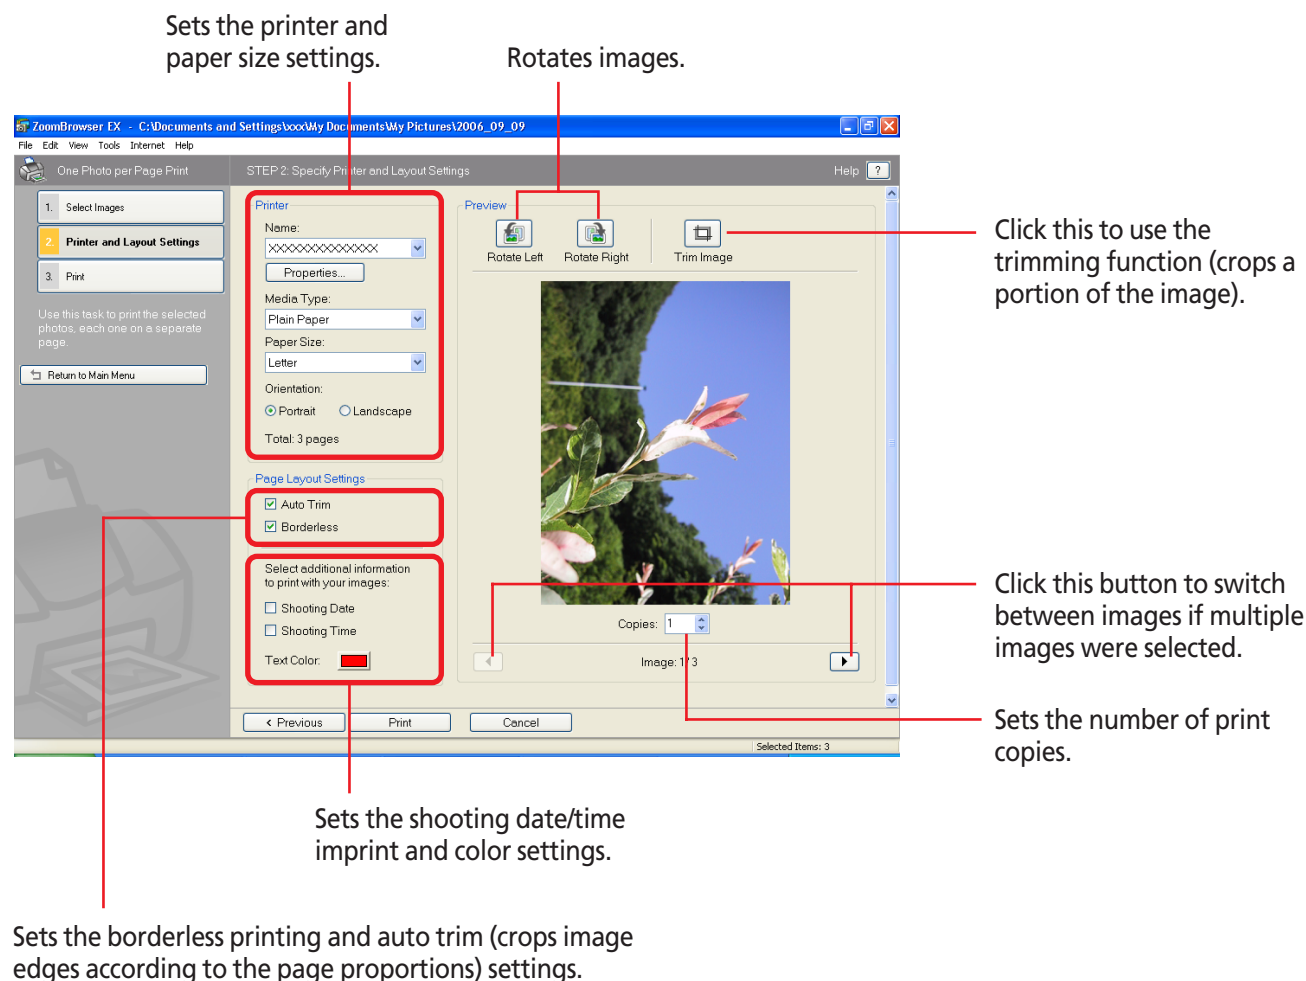 Sets the printer and
paper size settings.
Rotates images.
ZoomBrowser EX - C:\Documents and Settings\xxx\My Documents\My Pictures\2006_09_09
File Edit View Tools Internet Help
One Photo per Page Print
STEP 2: Specify Printer and Layout Settings
Help ?
1. Select Images
2. Printer and Layout Settings
3. Print
Use this task to print the selected
photos, each one on a separate
page.
Return to Main Menu
Printer
Name:
XXXXXXXXXXXXXXX
Properties...
Media Type:
Plain Paper
Paper Size:
Letter
Orientation:
Portrait Landscape
Total: 3 pages
Page Layout Settings
Auto Trim
Borderless
Select additional information
to print with your images:
Shooting Date
Shooting Time
Text Color:
Preview
Rotate Left Rotate Right Trim Image
Copies: 1
Image: 1/ 3
< Previous Print Cancel
Selected Items: 3
Click this to use the
trimming function (crops a
portion of the image).
Click this button to switch
between images if multiple
images were selected.
Sets the number of print
copies.
Sets the shooting date/time
imprint and color settings.
Sets the borderless printing and auto trim (crops image
edges according to the page proportions) settings.